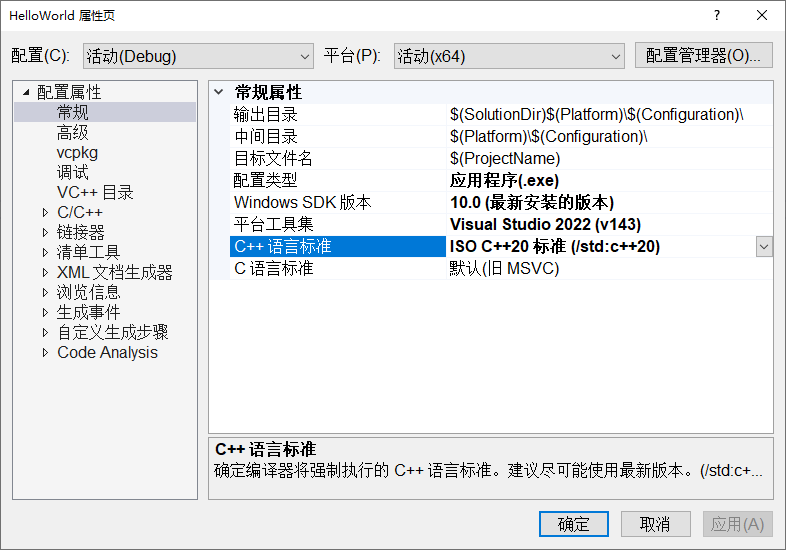 HelloWorld 属性页
配置(C): 活动(Debug) 平台(P): 活动(x64) 配置管理器(O)...
配置属性
常规
高级
vcpkg
调试
VC++ 目录
C/C++
链接器
清单工具
XML 文档生成器
浏览信息
生成事件
自定义生成步骤
Code Analysis
常规属性
输出目录 $(SolutionDir)$(Platform)\$(Configuration)\
中间目录 $(Platform)\$(Configuration)\
目标文件名 $(ProjectName)
配置类型 应用程序(.exe)
Windows SDK 版本 10.0 (最新安装的版本)
平台工具集 Visual Studio 2022 (v143)
C++ 语言标准 ISO C++20 标准 (/std:c++20)
C 语言标准 默认(旧 MSVC)
C++ 语言标准
确定编译器将强制执行的 C++ 语言标准。建议尽可能使用最新版本。(/std:c+...
确定 取消 应用(A)